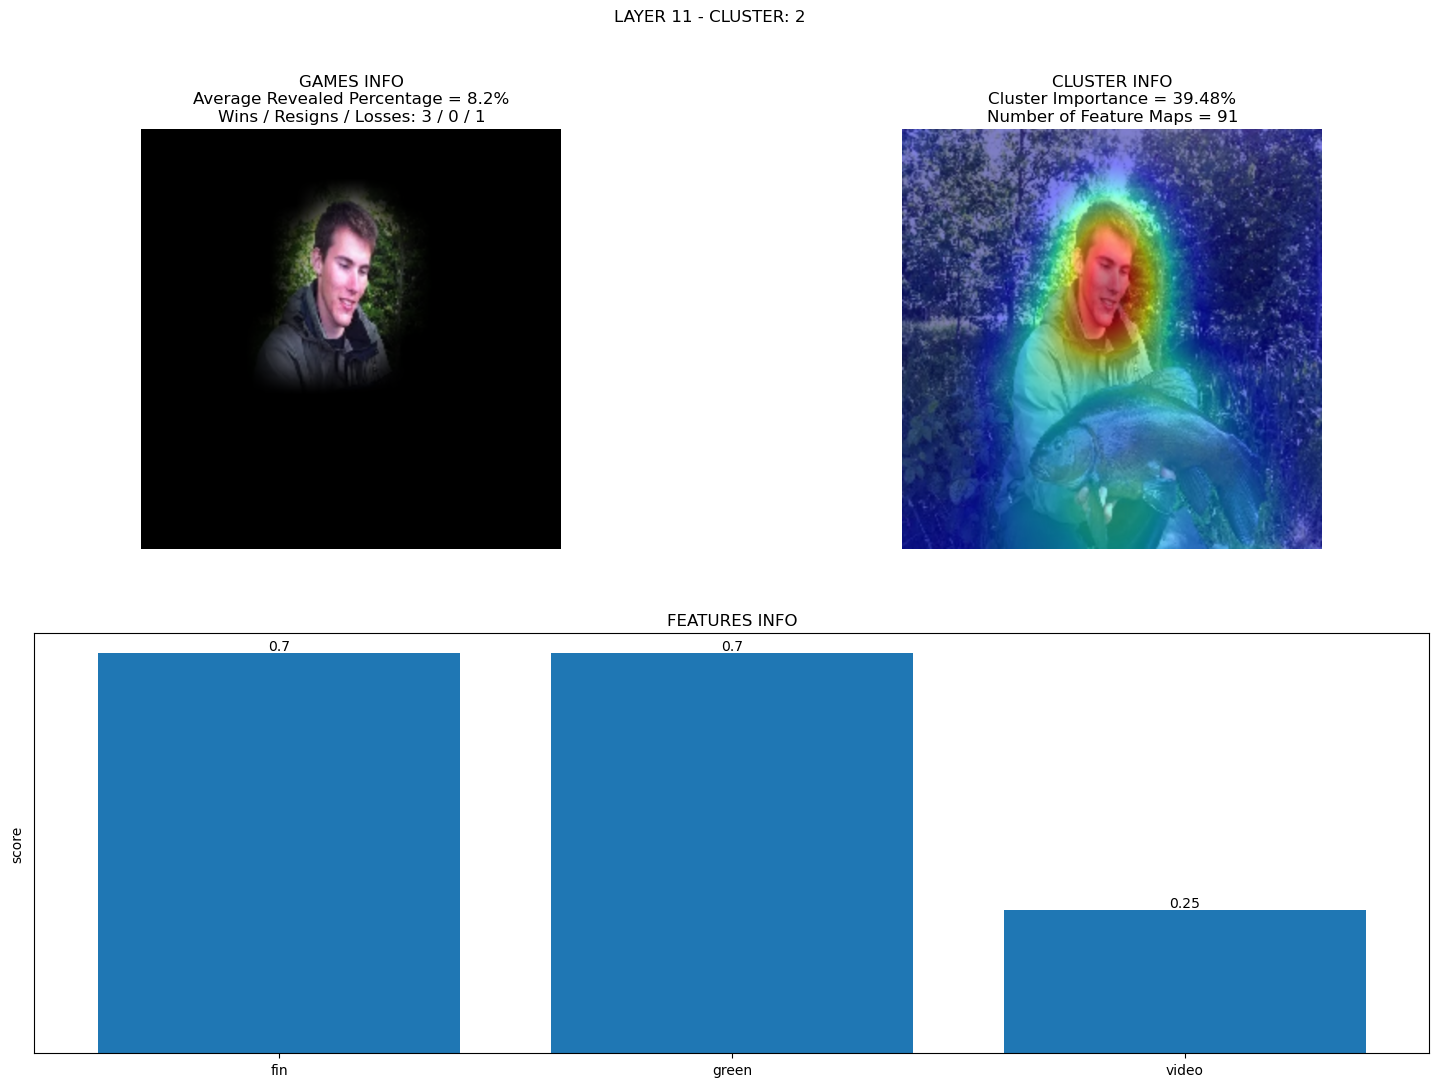 LAYER 11 - CLUSTER: 2
GAMES INFO
Average Revealed Percentage = 8.2%
Wins / Resigns / Losses: 3 / 0 / 1
CLUSTER INFO
Cluster Importance = 39.48%
Number of Feature Maps = 91
FEATURES INFO
score
0.7
0.7
0.25
fin
green
video